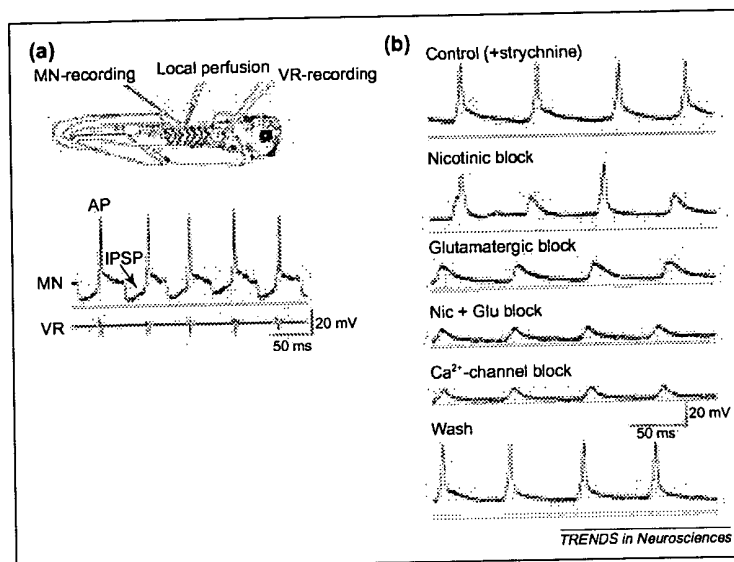 (a)
Local perfusion
MN-recording VR-recording
AP
IPSP
MN
VR
20 mV
50 ms
(b)
Control (+strychnine)
Nicotinic block
Glutamatergic block
Nic + Glu block
Ca²⁺-channel block
20 mV
50 ms
Wash
TRENDS in Neurosciences